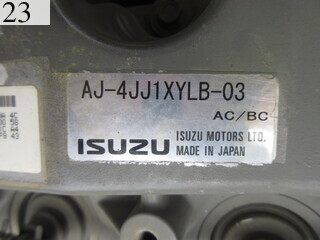 23
AJ-4JJ1XYLB-03
AC/BC
ISUZU
ISUZU MOTORS LTD.
MADE IN JAPAN